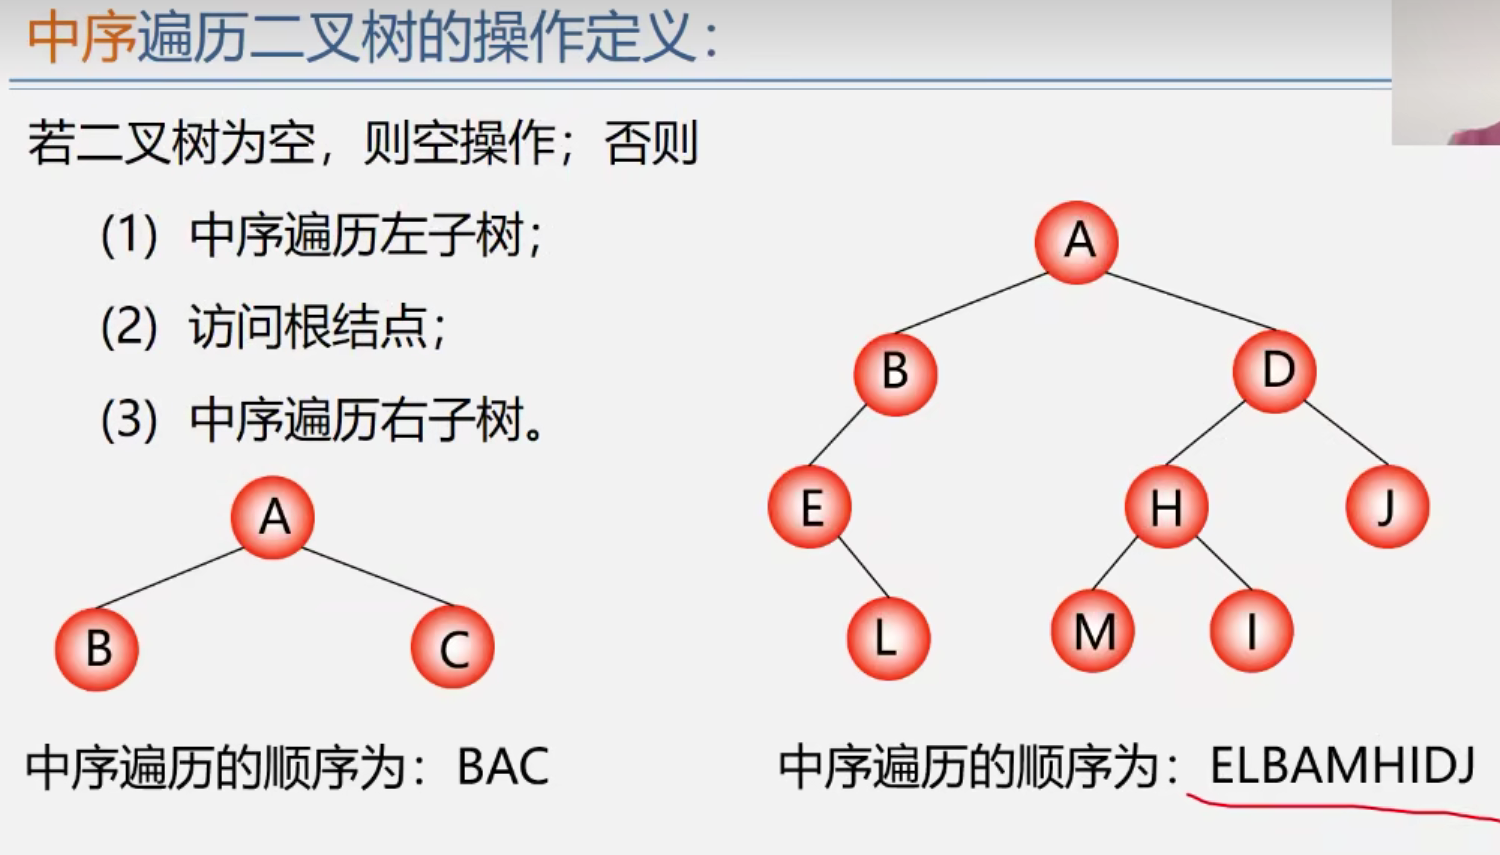 中序遍历二叉树的操作定义：
若二叉树为空，则空操作；否则
(1) 中序遍历左子树；
(2) 访问根结点；
(3) 中序遍历右子树。
A
B C
中序遍历的顺序为：BAC
A
B D
E H J
L M I
中序遍历的顺序为：ELBAMHIDJ